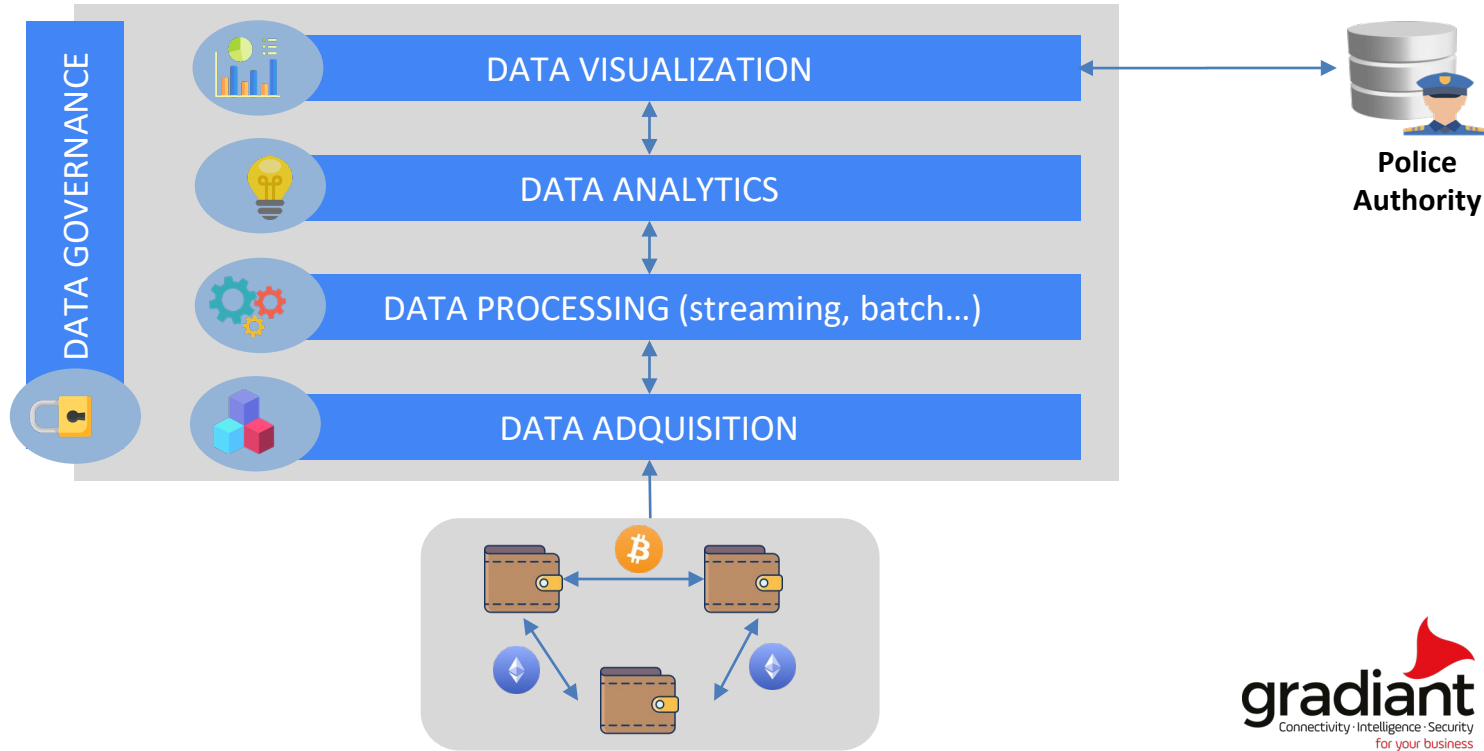 DATA GOVERNANCE
DATA VISUALIZATION
DATA ANALYTICS
DATA PROCESSING (streaming, batch...)
DATA ADQUISITION
Police
Authority
gradiant
Connectivity · Intelligence · Security
for your business